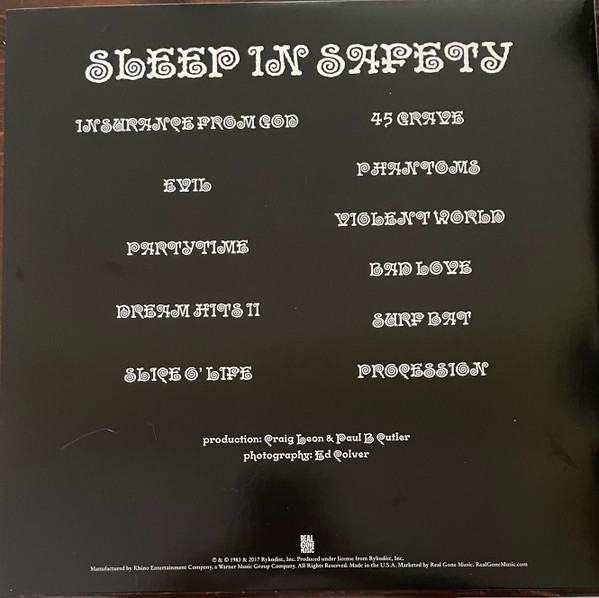 SLEEP IN SAFETY
INSURANCE FROM GOD
EVIL
PARTYTIME
DREAM HITS II
SLICE O' LIFE
45 GRAVE
PHANTOMS
VIOLENT WORLD
BAD LOVE
SURF BAT
PROCESSION
production: Craig Leon & Paul B Cutler
photography: Ed Colver
REAL
GONE
MUSIC
℗ & © 1983 & 2017 Rykodisc, Inc. Produced under license from Rykodisc, Inc.
Manufactured by Rhino Entertainment Company, a Warner Music Group Company. All Rights Reserved. Made in the U.S.A. Marketed by Real Gone Music. RealGoneMusic.com